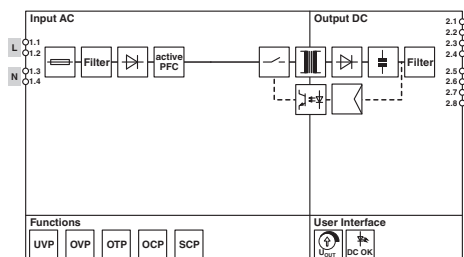 Input AC
Output DC
L
1.1
1.2
N
1.3
1.4
Filter
active
PFC
Filter
2.1
2.2
2.3
2.4
2.5
2.6
2.7
2.8
Functions
UVP
OVP
OTP
OCP
SCP
User Interface
UOUT
DC OK